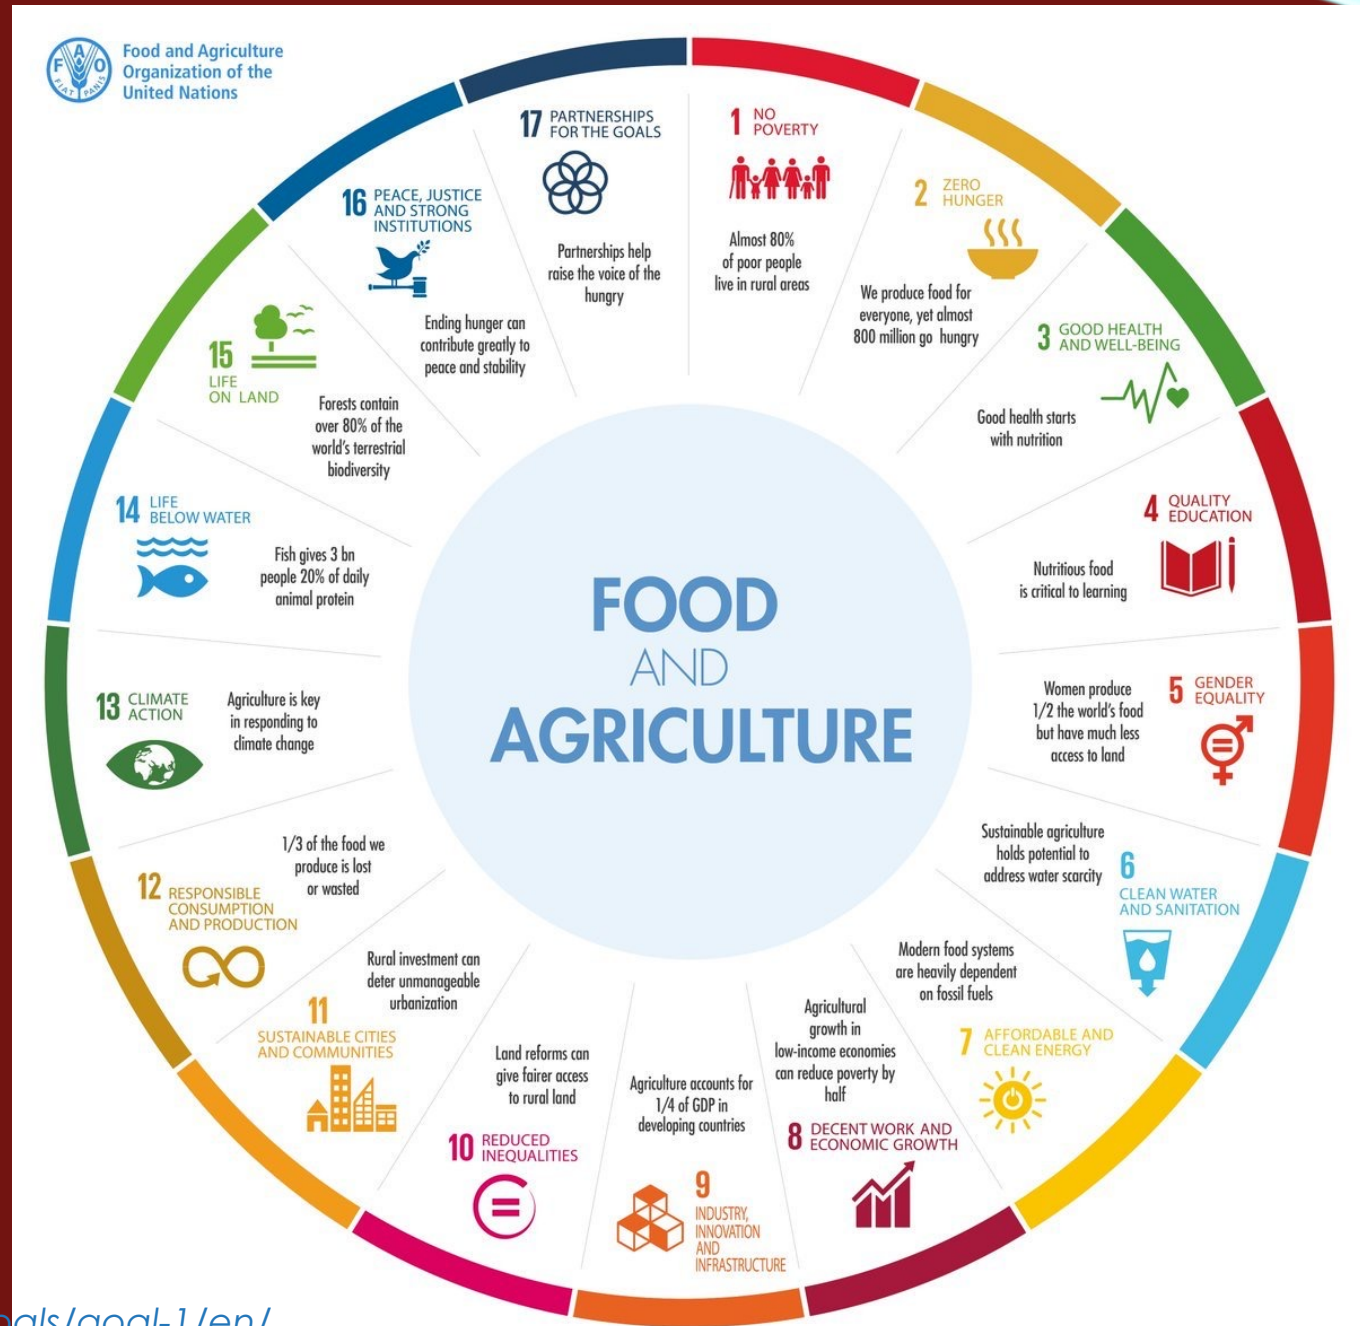 FAO
FIAT PANIS
Food and Agriculture
Organization of the
United Nations
1 NO
POVERTY
Almost 80%
of poor people
live in rural areas
2 ZERO
HUNGER
We produce food for
everyone, yet almost
800 million go hungry
3 GOOD HEALTH
AND WELL-BEING
Good health starts
with nutrition
4 QUALITY
EDUCATION
Nutritious food
is critical to learning
5 GENDER
EQUALITY
Women produce
1/2 the world's food
but have much less
access to land
6
CLEAN WATER
AND SANITATION
Sustainable agriculture
holds potential to
address water scarcity
7 AFFORDABLE AND
CLEAN ENERGY
Modern food systems
are heavily dependent
on fossil fuels
Agricultural
growth in
low-income economies
can reduce poverty by
half
8 DECENT WORK AND
ECONOMIC GROWTH
Agriculture accounts for
1/4 of GDP in
developing countries
9
INDUSTRY,
INNOVATION
AND
INFRASTRUCTURE
Land reforms can
give fairer access
to rural land
10 REDUCED
INEQUALITIES
Rural investment can
deter unmanageable
urbanization
11
SUSTAINABLE CITIES
AND COMMUNITIES
1/3 of the food we
produce is lost
or wasted
12 RESPONSIBLE
CONSUMPTION
AND PRODUCTION
13 CLIMATE
ACTION
Agriculture is key
in responding to
climate change
14 LIFE
BELOW WATER
Fish gives 3 bn
people 20% of daily
animal protein
15
LIFE
ON LAND
Forests contain
over 80% of the
world's terrestrial
biodiversity
16 PEACE, JUSTICE
AND STRONG
INSTITUTIONS
Ending hunger can
contribute greatly to
peace and stability
17 PARTNERSHIPS
FOR THE GOALS
Partnerships help
raise the voice of the
hungry
FOOD
AND
AGRICULTURE
oals/goal-1/en/